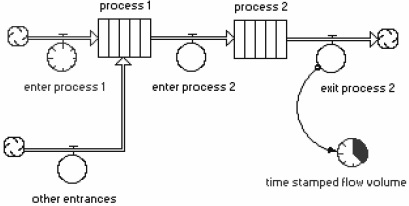 process 1
process 2
enter process 1
enter process 2
exit process 2
time stamped flow volume
other entrances